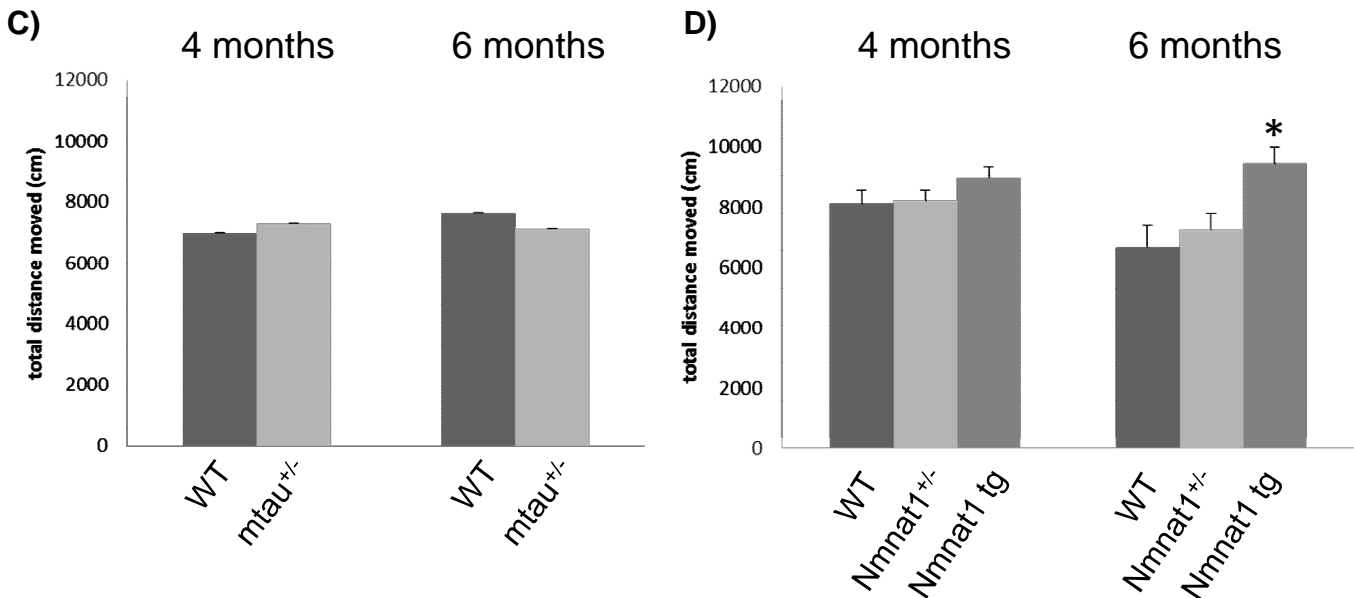 C)
4 months
6 months
total distance moved (cm)
12000
10000
8000
6000
4000
2000
0
WT
mtau+/-
WT
mtau+/-
D)
4 months
6 months
total distance moved (cm)
12000
10000
8000
6000
4000
2000
0
*
WT
Nmnat1+/-
Nmnat1 tg
WT
Nmnat1+/-
Nmnat1 tg